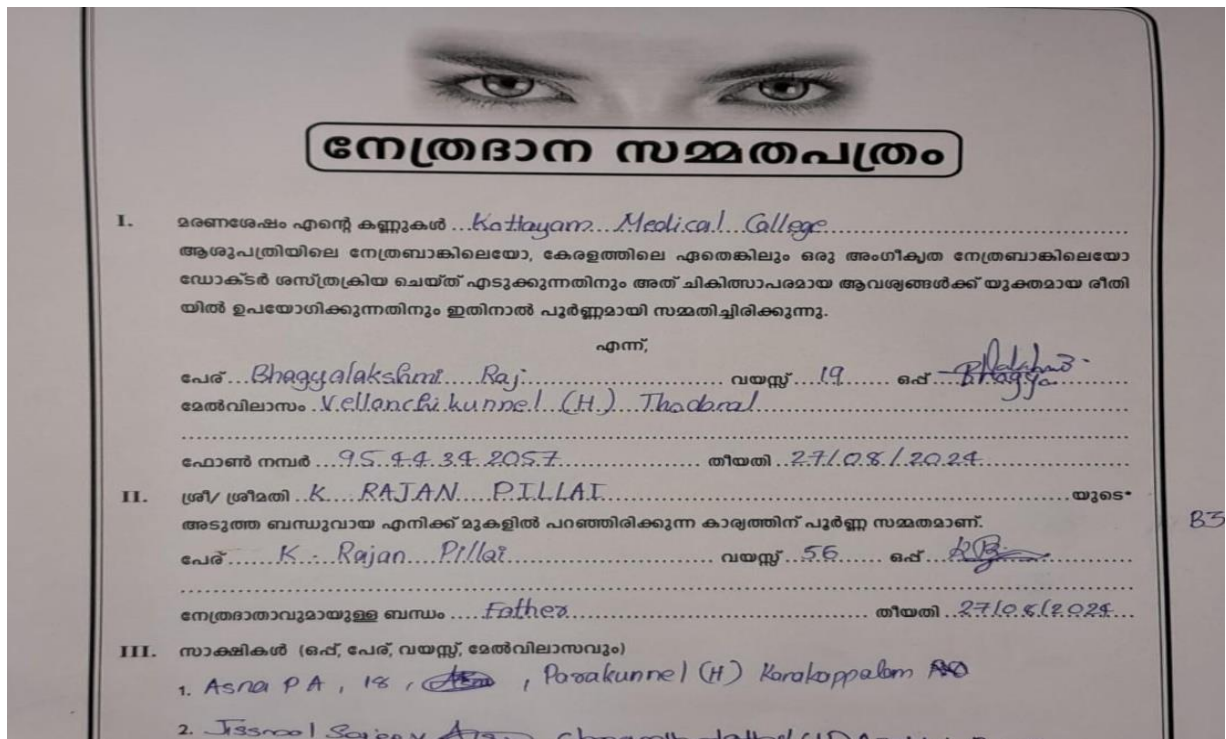 നേത്രദാന സമ്മതപത്രം
I. മരണശേഷം എന്റെ കണ്ണുകൾ ...Kottayam Medical College
ആശുപത്രിയിലെ നേത്രബാങ്കിലെയോ, കേരളത്തിലെ ഏതെങ്കിലും ഒരു അംഗീകൃത നേത്രബാങ്കിലെയോ
ഡോക്ടർ ശസ്ത്രക്രിയ ചെയ്ത് എടുക്കുന്നതിനും അത് ചികിത്സാപരമായ ആവശ്യങ്ങൾക്ക് യുക്തമായ രീതി
യിൽ ഉപയോഗിക്കുന്നതിനും ഇതിനാൽ പൂർണ്ണമായി സമ്മതിച്ചിരിക്കുന്നു.
എന്ന്,
പേര് ...Bhagyalakshmi Raj... വയസ്സ് ...19... ഒപ്പ് ...Bhagya
മേൽവിലാസം ...Vellanchikunnel (H) Thodanal
ഫോൺ നമ്പർ ...9544342057... തീയതി ...27/08/2024
II. ശ്രീ/ ശ്രീമതി ...K RAJAN PILLAI... യുടെ*
അടുത്ത ബന്ധുവായ എനിക്ക് മുകളിൽ പറഞ്ഞിരിക്കുന്ന കാര്യത്തിന് പൂർണ്ണ സമ്മതമാണ്.
B3
പേര് ...K. Rajan Pillai... വയസ്സ് ...56... ഒപ്പ്
നേത്രദാതാവുമായുള്ള ബന്ധം ...Father... തീയതി ...27/08/2024
III. സാക്ഷികൾ (ഒപ്പ്, പേര്, വയസ്സ്, മേൽവിലാസവും)
1. Asna P A, 18, , Parakunnel (H) Karakoppalam
2.